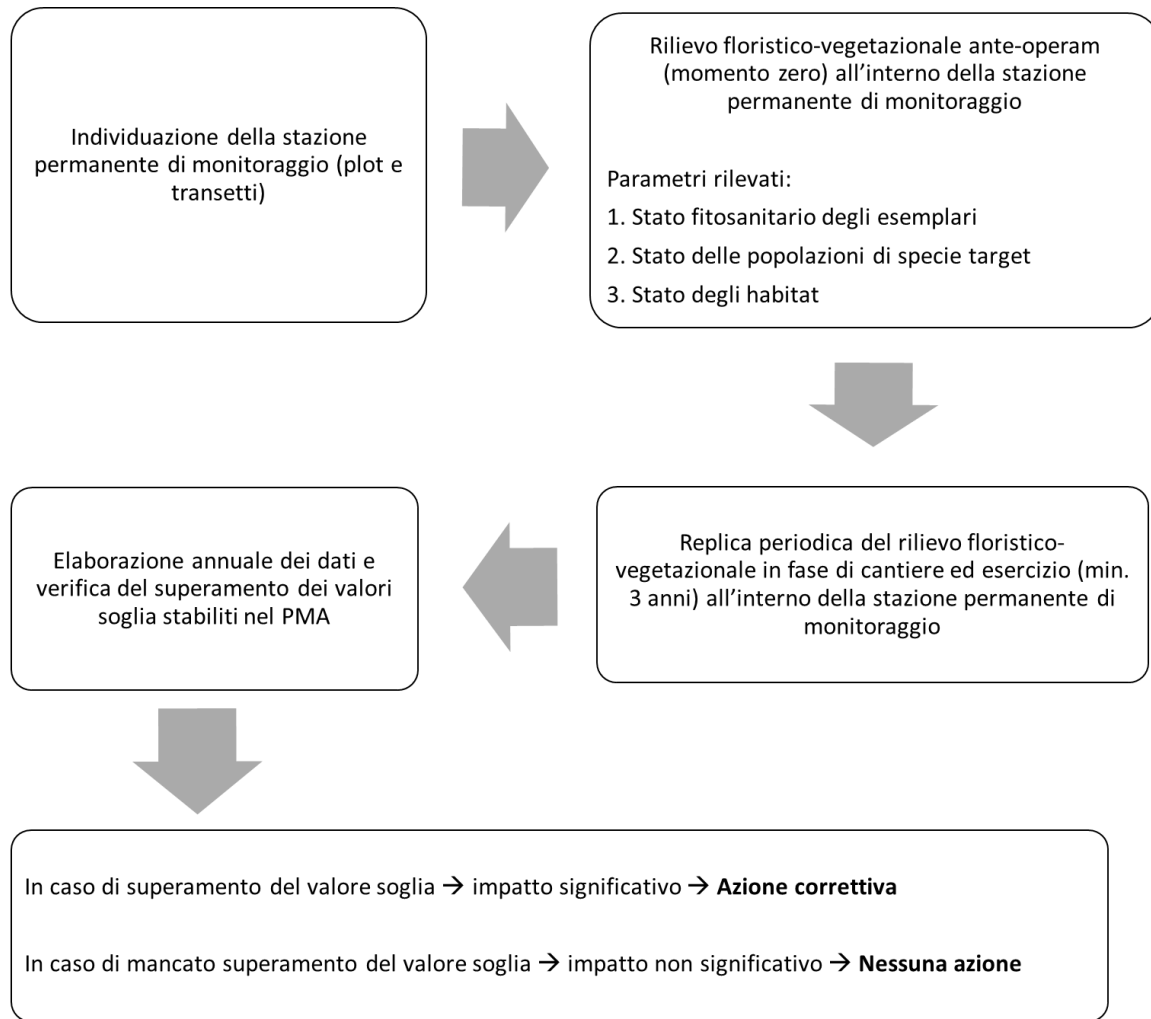 Individuazione della stazione
permanente di monitoraggio (plot e
transetti)
Rilievo floristico-vegetazionale ante-operam
(momento zero) all’interno della stazione
permanente di monitoraggio
Parametri rilevati:
1. Stato fitosanitario degli esemplari
2. Stato delle popolazioni di specie target
3. Stato degli habitat
Replica periodica del rilievo floristico-
vegetazionale in fase di cantiere ed esercizio (min.
3 anni) all’interno della stazione permanente di
monitoraggio
Elaborazione annuale dei dati e
verifica del superamento dei valori
soglia stabiliti nel PMA
In caso di superamento del valore soglia → impatto significativo → Azione correttiva
In caso di mancato superamento del valore soglia → impatto non significativo → Nessuna azione